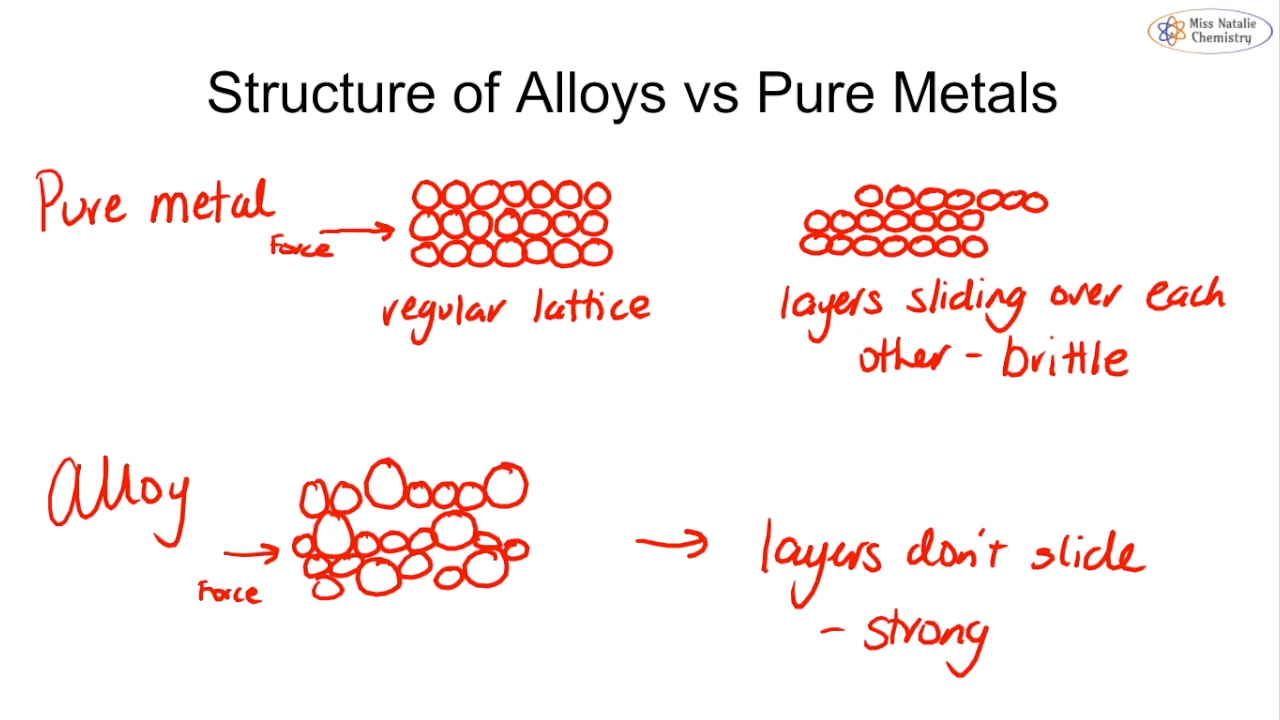 Miss Natalie
Chemistry
Structure of Alloys vs Pure Metals
Pure metal
Force
regular lattice
layers sliding over each
other - brittle
Alloy
Force
layers don't slide
- strong